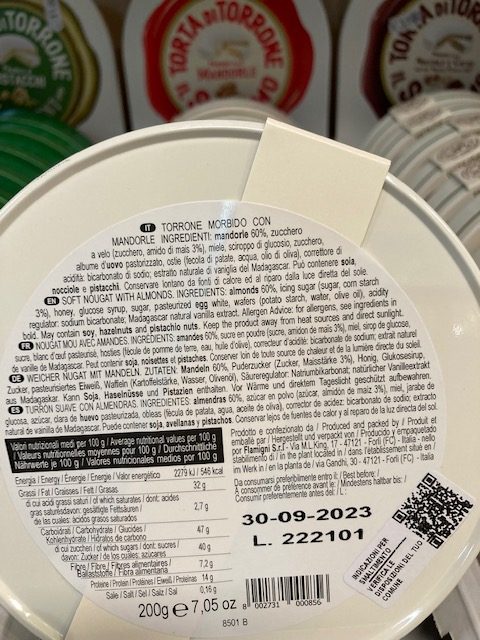 TORTA DI TORRONE
TORTA DI TORRONE
MANDORLE
IT TORRONE MORBIDO CON
MANDORLE INGREDIENTI: mandorle 60%, zucchero
a velo (zucchero, amido di mais 3%), miele, sciroppo di glucosio, zucchero,
albume d'uovo pastorizzato, ostie (fecola di patate, acqua, olio di oliva), correttore di
acidità: bicarbonato di sodio; estratto naturale di vaniglia del Madagascar. Può contenere soia,
nocciole e pistacchi. Conservare lontano da fonti di calore ed al riparo dalla luce diretta del sole.
EN SOFT NOUGAT WITH ALMONDS. INGREDIENTS: almonds 60%, icing sugar (sugar, corn starch
3%), honey, glucose syrup, sugar, pasteurized egg white, wafers (potato starch, water, olive oil), acidity
regulator: sodium bicarbonate; Madagascar natural vanilla extract. Allergen Advice: for allergens, see ingredients in
bold. May contain soy, hazelnuts and pistachio nuts. Keep the product away from heat sources and direct sunlight.
FR NOUGAT MOU AVEC AMANDES. INGREDIENTS: amandes 60%, sucre en poudre (sucre, amidon de mais 3%), miel, sirop de glucose,
sucre, blanc d'œuf pasteurisé, hosties (fécule de pomme de terre, eau, huile d'olive), correcteur d'acidité: bicarbonate de sodium; extrait naturel
de vanille de Madagascar. Peut contenir soja, noisettes et pistaches. Conserver loin de toute source de chaleur et de la lumière directe du soleil.
DE WEICHER NUGAT MIT MANDELN. ZUTATEN: Mandeln 60%, Puderzucker (Zucker, Maisstärke 3%), Honig, Glukosesirup,
Zucker, pasteurisiertes Eiweiß, Waffeln (Kartoffelstärke, Wasser, Olivenöl), Säureregulator: Natriumbikarbonat; natürlicher Vanilleextrakt
aus Madagaskar. Kann Soja, Haselnüsse und Pistazien enthalten. Vor Wärme und direktem Tageslicht geschützt aufbewahren.
ES TURRÓN SUAVE CON ALMENDRAS. INGREDIENTES: almendras 60%, azúcar en polvo (azúcar, almidón de maíz 3%), miel, jarabe de
glucosa, azúcar, clara de huevo pasteurizada, obleas (fécula de patata, agua, aceite de oliva), corrector de acidez: bicarbonato de sodio; extracto
natural de vainilla de Madagascar. Puede contener soja, avellanas y pistachos. Conservar lejos de fuentes de calor y al reparo de la luz directa del sol.
Valori nutrizionali medi per 100 g / Average nutritional values per 100 g
/ Valeurs nutritionnelles moyennes pour 100 g / Durchschnittliche
Nährwerte je 100 g / Valores nutricionales medios por 100 g
Energia / Energy / Energie / Energie / Valor energético 2279 kJ / 546 kcal
Grassi / Fat / Graisses / Fett / Grasas 32 g
di cui acidi grassi saturi / of which saturates / dont: acides
gras saturés/davon: gesättigte Fettsäuren /
de las cuales: ácidos grasos saturados 2,7 g
Carboidrati / Carbohydrate / Glucides /
Kohlenhydrate / Hidratos de carbono 47 g
di cui zuccheri / of which sugars / dont: sucres /
davon: Zucker / de los cuales: azúcares 40 g
Fibre / Fibre / Fibres alimentaires /
Ballaststoffe / Fibra alimentaria 7,2 g
Proteine / Protein / Protéines / Eiweiß / Proteínas 14 g
Sale / Salt / Sel / Salz / Sal 0,16 g
Prodotto e confezionato da / Produced and packed by / Produit et
emballé par / Hergestellt und verpackt von / Producido y empaquetado
por Flamigni S.r.l - Via M.L King, 17 - 47121 - Forlì (FC) - Italia - nello
stabilimento di / in the plant located in / dans l'établissement situé en /
im Werk in / en la planta de / via Gandhi, 30 - 47121 - Forlì (FC) - Italia
Da consumarsi preferibilmente entro il: / Best before: /
À consommer de préférence avant le: / Mindestens haltbar bis: /
Consumir preferentemente antes del: / L:
30-09-2023
L. 222101
INDICAZIONI PER
SMALTIMENTO
VERIFICA LE
DISPOSIZIONI DEL TUO
COMUNE
200g e 7,05 oz
8 002731 000856
8501 B